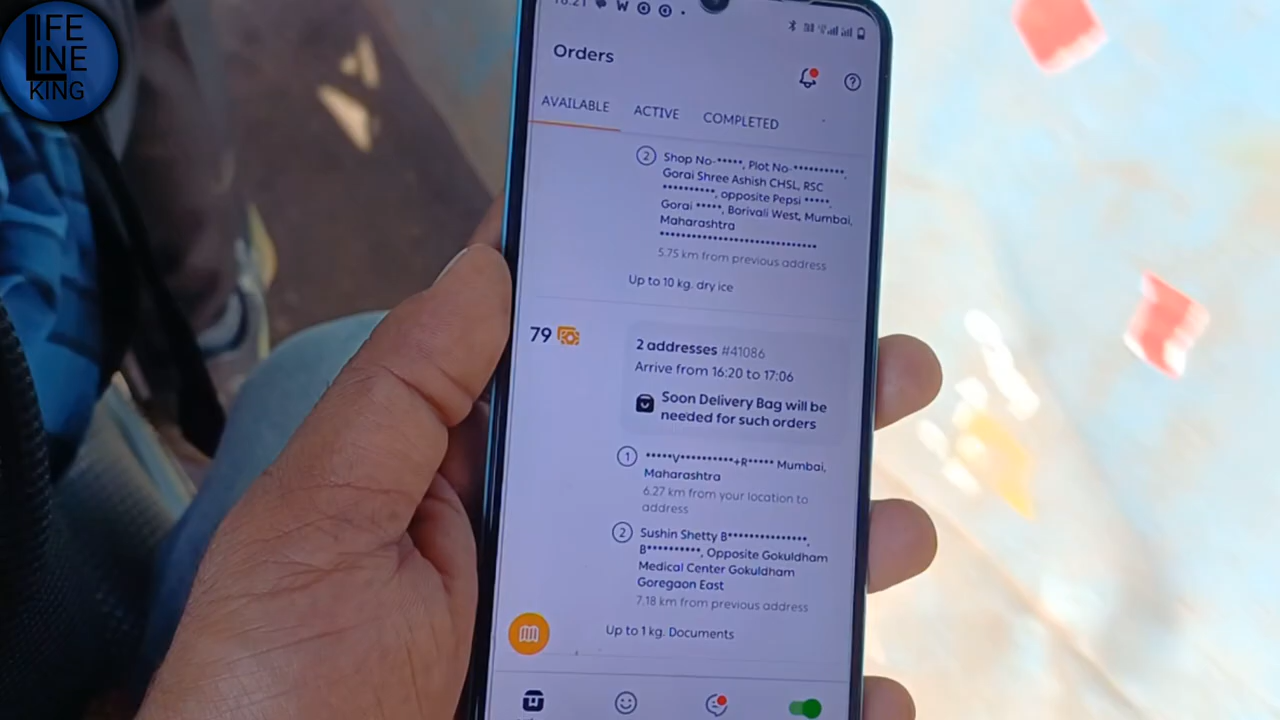 LIFE
LINE
KING
16:21
Orders
AVAILABLE ACTIVE COMPLETED
2 Shop No-•••••, Plot No-••••••••••,
Gorai Shree Ashish CHSL, RSC
••••••••••, opposite Pepsi •••••,
Gorai •••••, Borivali West, Mumbai,
Maharashtra
••••••••••••••••••••••••••••••
5.75 km from previous address
Up to 10 kg. dry ice
79
2 addresses #41086
Arrive from 16:20 to 17:06
Soon Delivery Bag will be
needed for such orders
1 •••••V••••••••••+R••••• Mumbai,
Maharashtra
6.27 km from your location to
address
2 Sushin Shetty B•••••••••••••••,
B••••••••••, Opposite Gokuldham
Medical Center Gokuldham
Goregaon East
7.18 km from previous address
Up to 1 kg. Documents